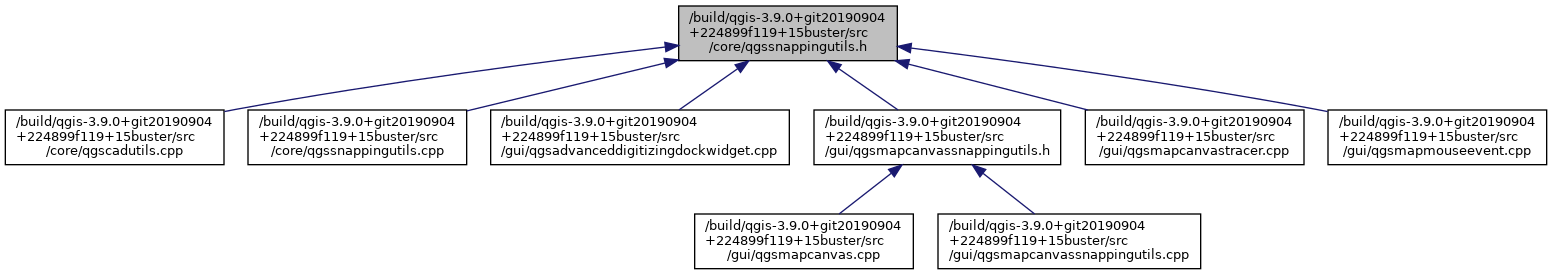 /build/qgis-3.9.0+git20190904
+224899f119+15buster/src
/core/qgssnappingutils.h
/build/qgis-3.9.0+git20190904
+224899f119+15buster/src
/core/qgscadutils.cpp
/build/qgis-3.9.0+git20190904
+224899f119+15buster/src
/core/qgssnappingutils.cpp
/build/qgis-3.9.0+git20190904
+224899f119+15buster/src
/gui/qgsadvanceddigitizingdockwidget.cpp
/build/qgis-3.9.0+git20190904
+224899f119+15buster/src
/gui/qgsmapcanvassnappingutils.h
/build/qgis-3.9.0+git20190904
+224899f119+15buster/src
/gui/qgsmapcanvastracer.cpp
/build/qgis-3.9.0+git20190904
+224899f119+15buster/src
/gui/qgsmapmouseevent.cpp
/build/qgis-3.9.0+git20190904
+224899f119+15buster/src
/gui/qgsmapcanvas.cpp
/build/qgis-3.9.0+git20190904
+224899f119+15buster/src
/gui/qgsmapcanvassnappingutils.cpp